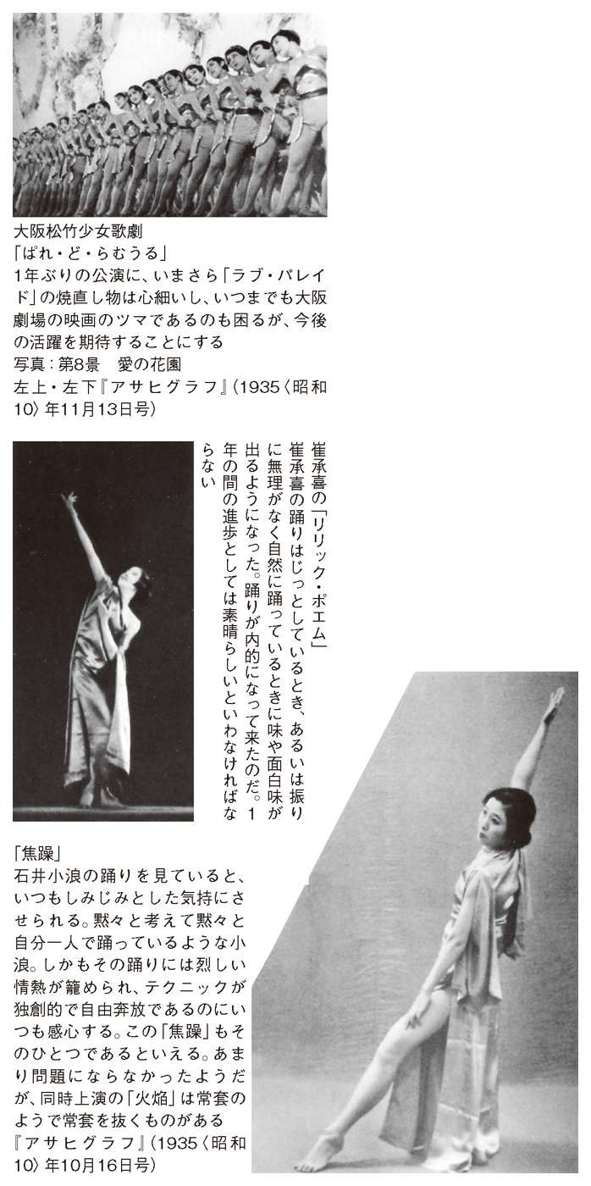 大阪松竹少女歌劇
「ぱれ・ど・らむうる」
1年ぶりの公演に、いまさら「ラブ・パレイ
ド」の焼直し物は心細いし、いつまでも大阪
劇場の映画のツマであるのも困るが、今後
の活躍を期待することにする
写真：第8景　愛の花園
左上・左下『アサヒグラフ』（1935〈昭和
10〉年11月13日号）
崔承喜の「リリック・ポエム」
崔承喜の踊りはじっとしているとき、あるいは振り
に無理がなく自然に踊っているときに味や面白味が
出るようになった。踊りが内的になって来たのだ。1
年の間の進歩としては素晴らしいといわなければな
らない
「焦躁」
石井小浪の踊りを見ていると、
いつもしみじみとした気持にさ
せられる。黙々と考えて黙々と
自分一人で踊っているような小
浪。しかもその踊りには烈しい
情熱が籠められ、テクニックが
独創的で自由奔放であるのにい
つも感心する。この「焦躁」もそ
のひとつであるといえる。あま
り問題にならなかったようだ
が、同時上演の「火焔」は常套の
ようで常套を抜くものがある
『アサヒグラフ』（1935〈昭和
10〉年10月16日号）